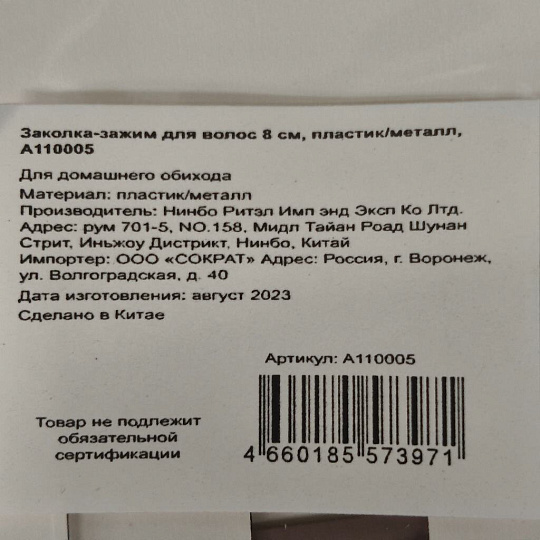 Заколка-зажим для волос 8 см, пластик/металл,
А110005
Для домашнего обихода
Материал: пластик/металл
Производитель: Нинбо Ритэл Имп энд Эксп Ко Лтд.
Адрес: рум 701-5, NO.158, Мидл Тайан Роад Шунан
Стрит, Иньжоу Дистрикт, Нинбо, Китай
Импортер: ООО «СОКРАТ» Адрес: Россия, г. Воронеж,
ул. Волгоградская, д. 40
Дата изготовления: август 2023
Сделано в Китае
Артикул: А110005
Товар не подлежит
обязательной
сертификации
4 660185 573971